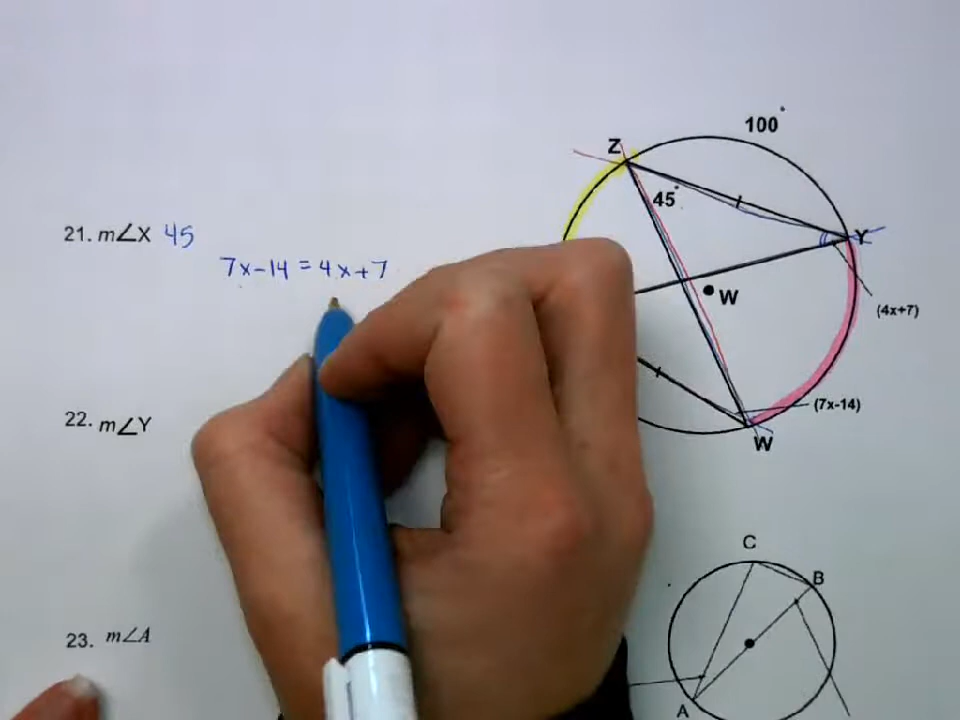 100°
Z
45°
21. m∠X 45
Y
7x-14 = 4x+7
W
(4x+7)
(7x-14)
22. m∠Y
W
C
B
23. m∠A
A